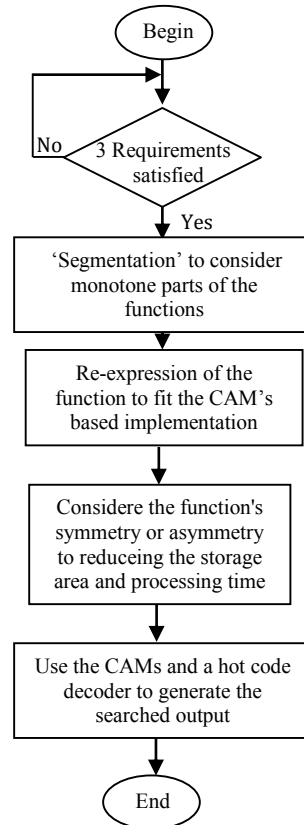 Begin
3 Requirements
No
satisfied
Yes
‘Segmentation’ to consider
monotone parts of the
functions
Re-expression of the
function to fit the CAM’s
based implementation
Considere the function's
symmetry or asymmetry
to reduceing the storage
area and processing time
Use the CAMs and a hot code
decoder to generate the
searched output
End